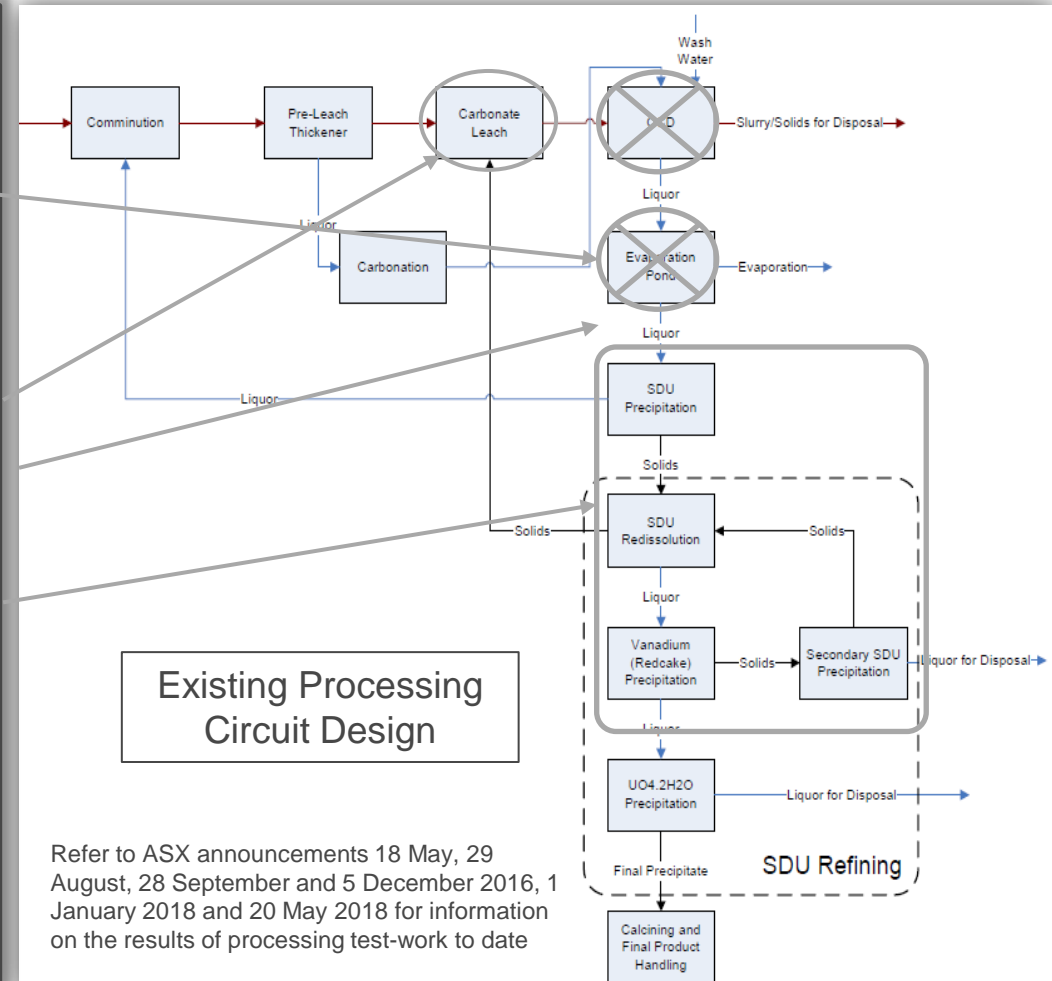 Wash
Water
Comminution
Pre-Leach
Thickener
Carbonate
Leach
Slurry/Solids for Disposal
Liquor
Liquor
Carbonation
Evaporation
Pond
Evaporation
Liquor
SDU
Precipitation
Liquor
Solids
SDU
Redissolution
Solids
Solids
Liquor
Vanadium
(Redcake)
Precipitation
Solids
Secondary SDU
Precipitation
Liquor for Disposal
Existing Processing
Circuit Design
Liquor
UO4.2H2O
Precipitation
Liquor for Disposal
SDU Refining
Final Precipitate
Refer to ASX announcements 18 May, 29
August, 28 September and 5 December 2016, 1
January 2018 and 20 May 2018 for information
on the results of processing test-work to date
Calcining and
Final Product
Handling